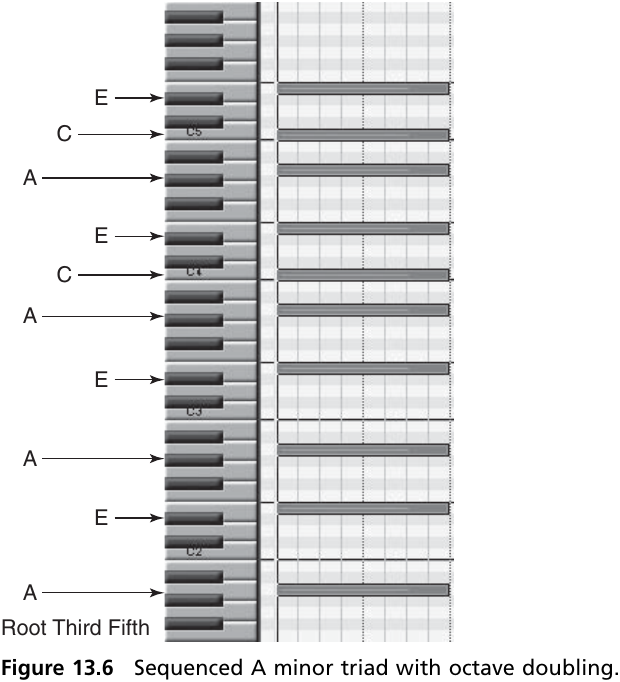 E
C5
C
A
E
C4
C
A
E
C3
A
E
C2
A
Root Third Fifth
Figure 13.6 Sequenced A minor triad with octave doubling.